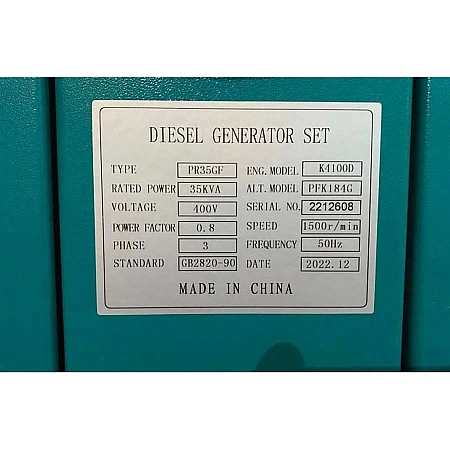 DIESEL GENERATOR SET
TYPE PR35GF ENG. MODEL K4100D
RATED POWER 35KVA ALT. MODEL PFK184G
VOLTAGE 400V SERIAL NO. 2212608
POWER FACTOR 0.8 SPEED 1500r/min
PHASE 3 FREQUENCY 50Hz
STANDARD GB2820-90 DATE 2022.12
MADE IN CHINA